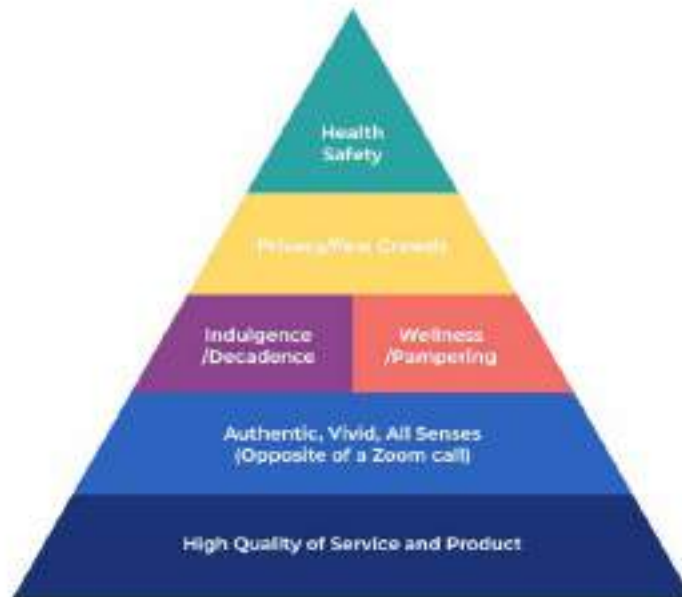 Health
Safety
Privacy/Few Crowds
Indulgence
/Decadence
Wellness
/Pampering
Authentic, Vivid, All Senses
(Opposite of a Zoom call)
High Quality of Service and Product